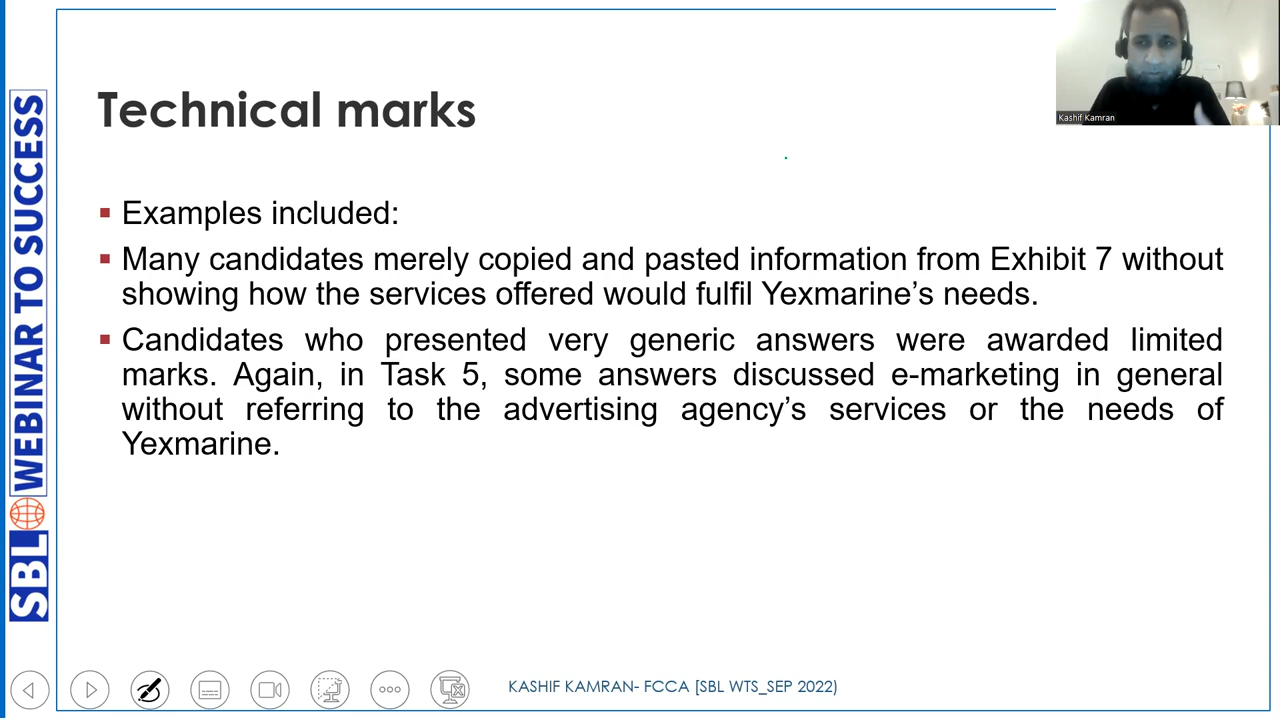 Technical marks
Kashif Kamran
Examples included:
Many candidates merely copied and pasted information from Exhibit 7 without
showing how the services offered would fulfil Yexmarine’s needs.
Candidates who presented very generic answers were awarded limited
marks. Again, in Task 5, some answers discussed e-marketing in general
without referring to the advertising agency’s services or the needs of
Yexmarine.
SBL WEBINAR TO SUCCESS
KASHIF KAMRAN- FCCA [SBL WTS_SEP 2022)